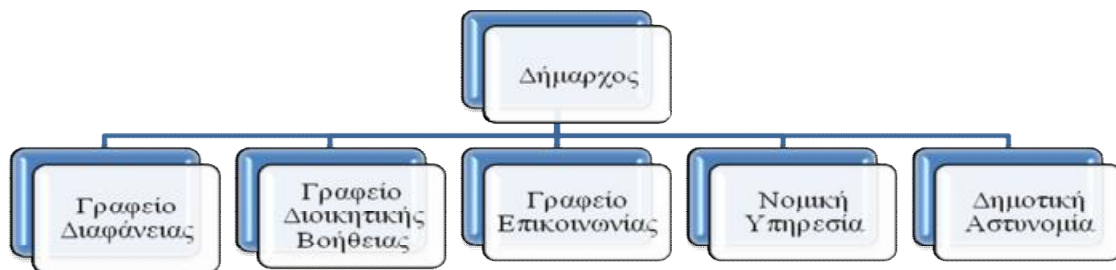 Δήμαρχος
Γραφείο
Διαφάνειας
Γραφείο
Διοικητικής
Βοήθειας
Γραφείο
Επικοινωνίας
Νομική
Υπηρεσία
Δημοτική
Αστυνομία